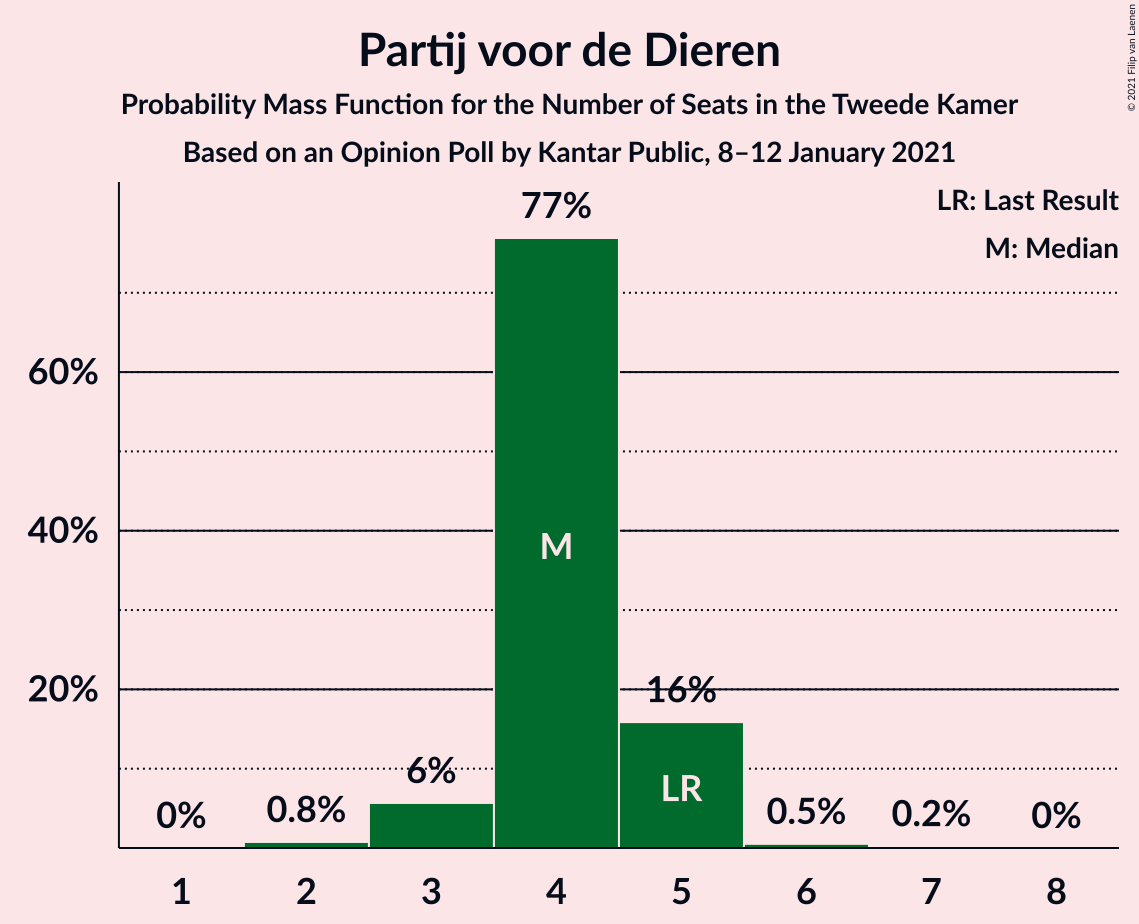 Partij voor de Dieren
Probability Mass Function for the Number of Seats in the Tweede Kamer
Based on an Opinion Poll by Kantar Public, 8–12 January 2021
© 2021 Filip van Laenen
LR: Last Result
M: Median
77%
60%
40%
20%
M
16%
6%
LR
0%
0.8%
0.5%
0.2%
0%
1
2
3
4
5
6
7
8